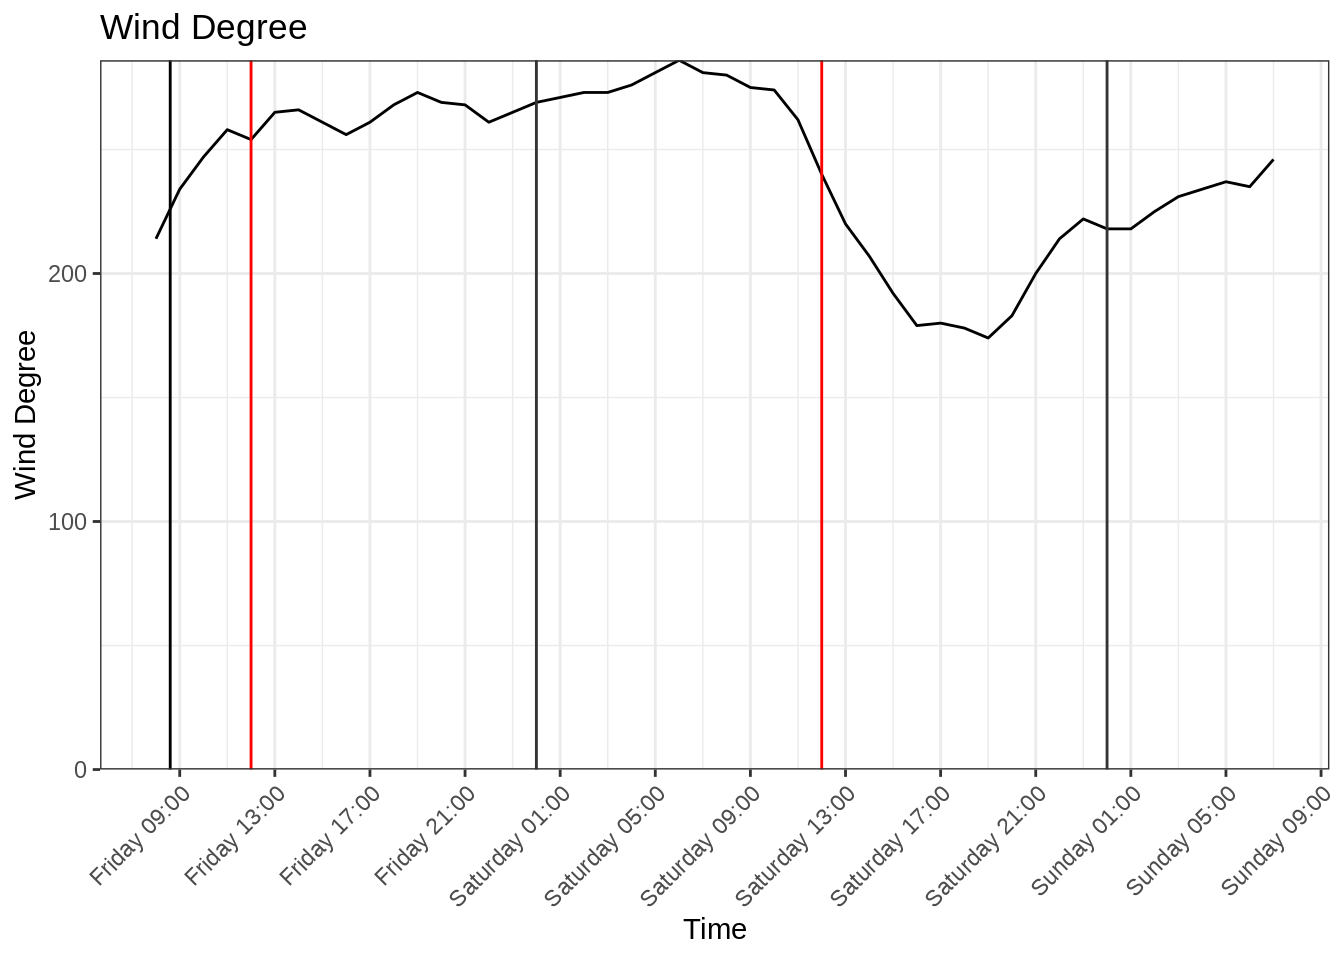 Wind Degree
Wind Degree
200
100
0
Friday 09:00
Friday 13:00
Friday 17:00
Friday 21:00
Saturday 01:00
Saturday 05:00
Saturday 09:00
Saturday 13:00
Saturday 17:00
Saturday 21:00
Sunday 01:00
Sunday 05:00
Sunday 09:00
Time